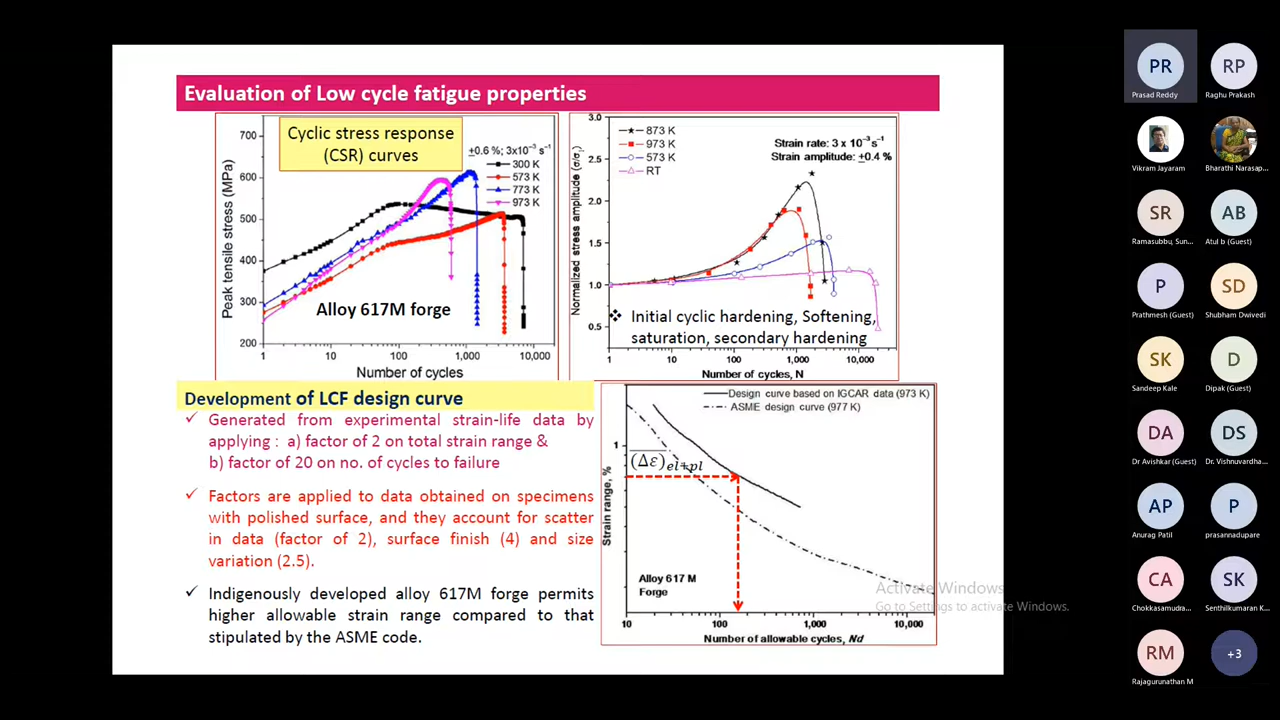 Evaluation of Low cycle fatigue properties
Cyclic stress response
(CSR) curves
±0.6 %; 3x10⁻³ s⁻¹
300 K
573 K
773 K
973 K
Alloy 617M forge
Peak tensile stress (MPa)
700
600
500
400
300
200
1
10
100
1,000
10,000
Number of cycles
873 K
973 K
573 K
RT
Strain rate: 3 x 10⁻³ s⁻¹
Strain amplitude: ±0.4 %
3.0
2.5
2.0
1.5
1.0
0.5
1
10
100
1,000
10,000
Number of cycles, N
❖ Initial cyclic hardening, Softening,
saturation, secondary hardening
Development of LCF design curve
✓ Generated from experimental strain-life data by
applying : a) factor of 2 on total strain range &
b) factor of 20 on no. of cycles to failure
✓ Factors are applied to data obtained on specimens
with polished surface, and they account for scatter
in data (factor of 2), surface finish (4) and size
variation (2.5).
✓ Indigenously developed alloy 617M forge permits
higher allowable strain range compared to that
stipulated by the ASME code.
Design curve based on IGCAR data (973 K)
ASME design curve (977 K)
(Δε)el+pl
Strain range, %
1
Alloy 617 M
Forge
10
100
1,000
10,000
Number of allowable cycles, Nd
Activate Windows
Go to Settings to activate Windows.
PR
Prasad Reddy
RP
Raghu Prakash
Vikram Jayaram
Bharathi Narasap...
SR
Ramasubbu, Sun...
AB
Atul b (Guest)
P
Prathmesh (Guest)
SD
Shubham Dwivedi
SK
Sandeep Kale
D
Dipak (Guest)
DA
Dr Avishkar (Guest)
DS
Dr. Vishnuvardha...
AP
Anurag Patil
P
prasannadupare
CA
Chokkasamudra...
SK
Senthilkumaran K...
RM
Rajagurunathan M
+3